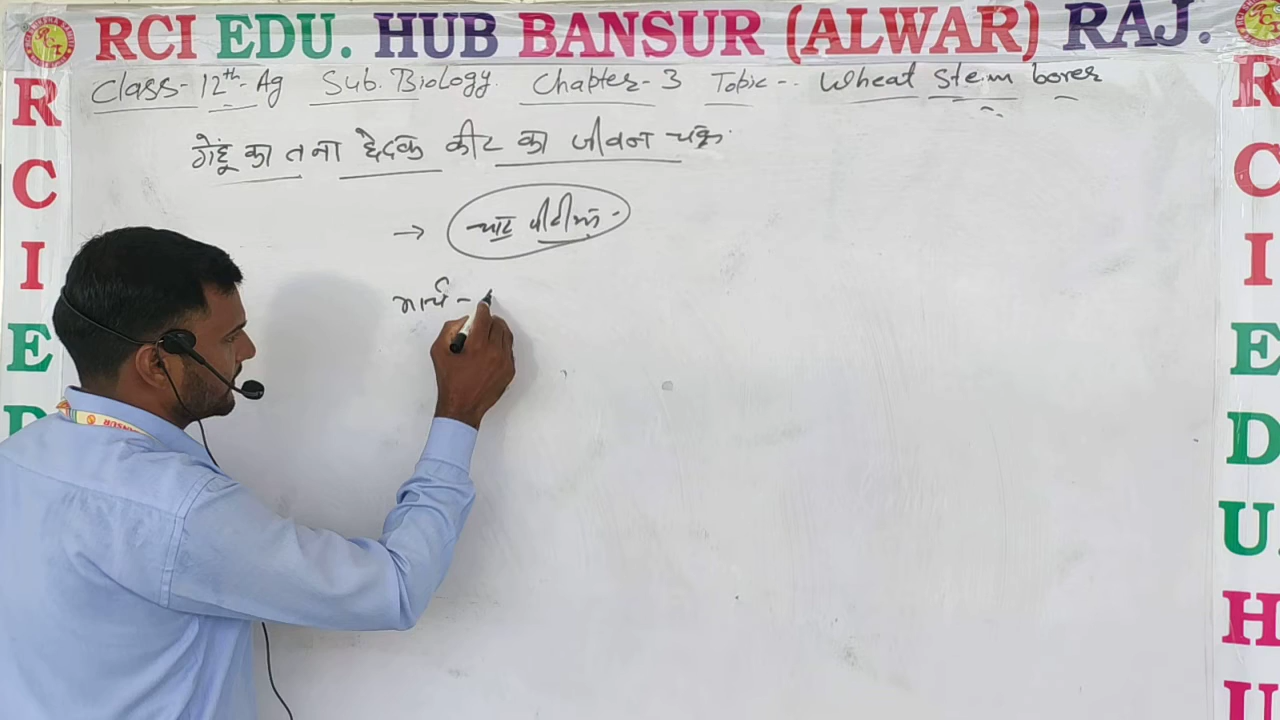 RCI EDU. HUB BANSUR (ALWAR) RAJ.
Class- 12th- Ag Sub. Biology. Chapter- 3 Topic -. Wheat Stem borer
गेहूं का तना छेदक कीट का जीवन चक्र
→ चार पीढीयाँ -
मार्च -
R
C
I
E
D
R
C
I
E
D
U.
H
U